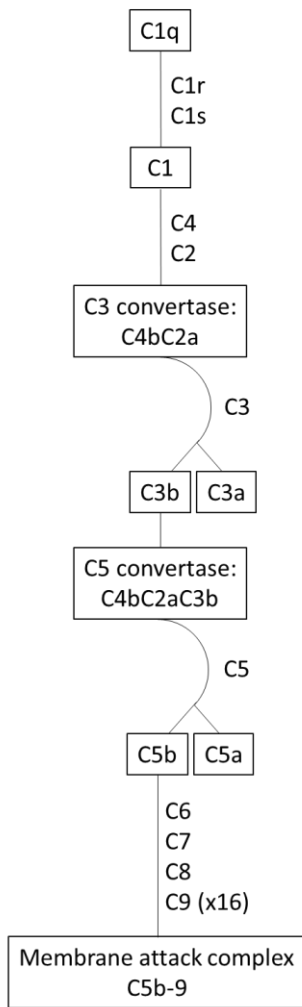 C1q
C1r
C1s
C1
C4
C2
C3 convertase:
C4bC2a
C3
C3b
C3a
C5 convertase:
C4bC2aC3b
C5
C5b
C5a
C6
C7
C8
C9 (x16)
Membrane attack complex
C5b-9